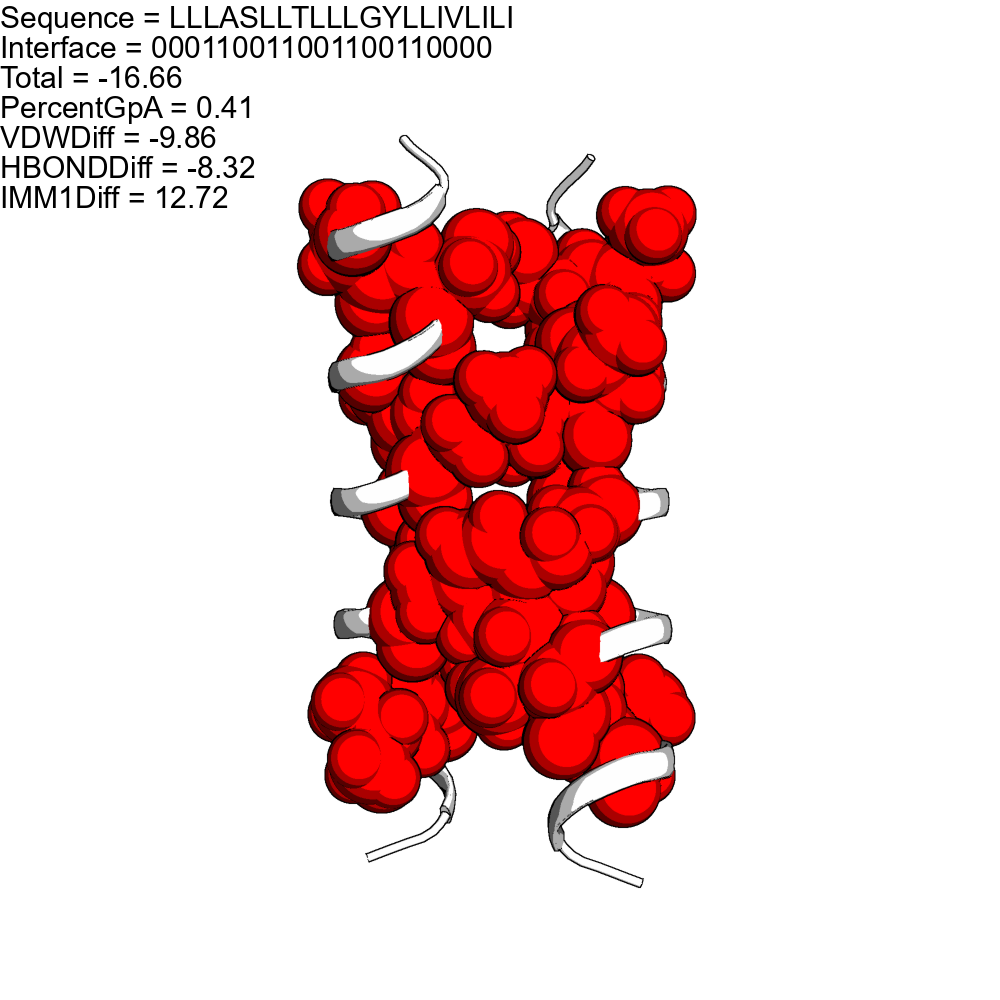 Sequence = LLLASLLTLLLGYLLIVLILI
Interface = 000110011001100110000
Total = -16.66
PercentGpA = 0.41
VDWDiff = -9.86
HBONDDiff = -8.32
IMM1Diff = 12.72